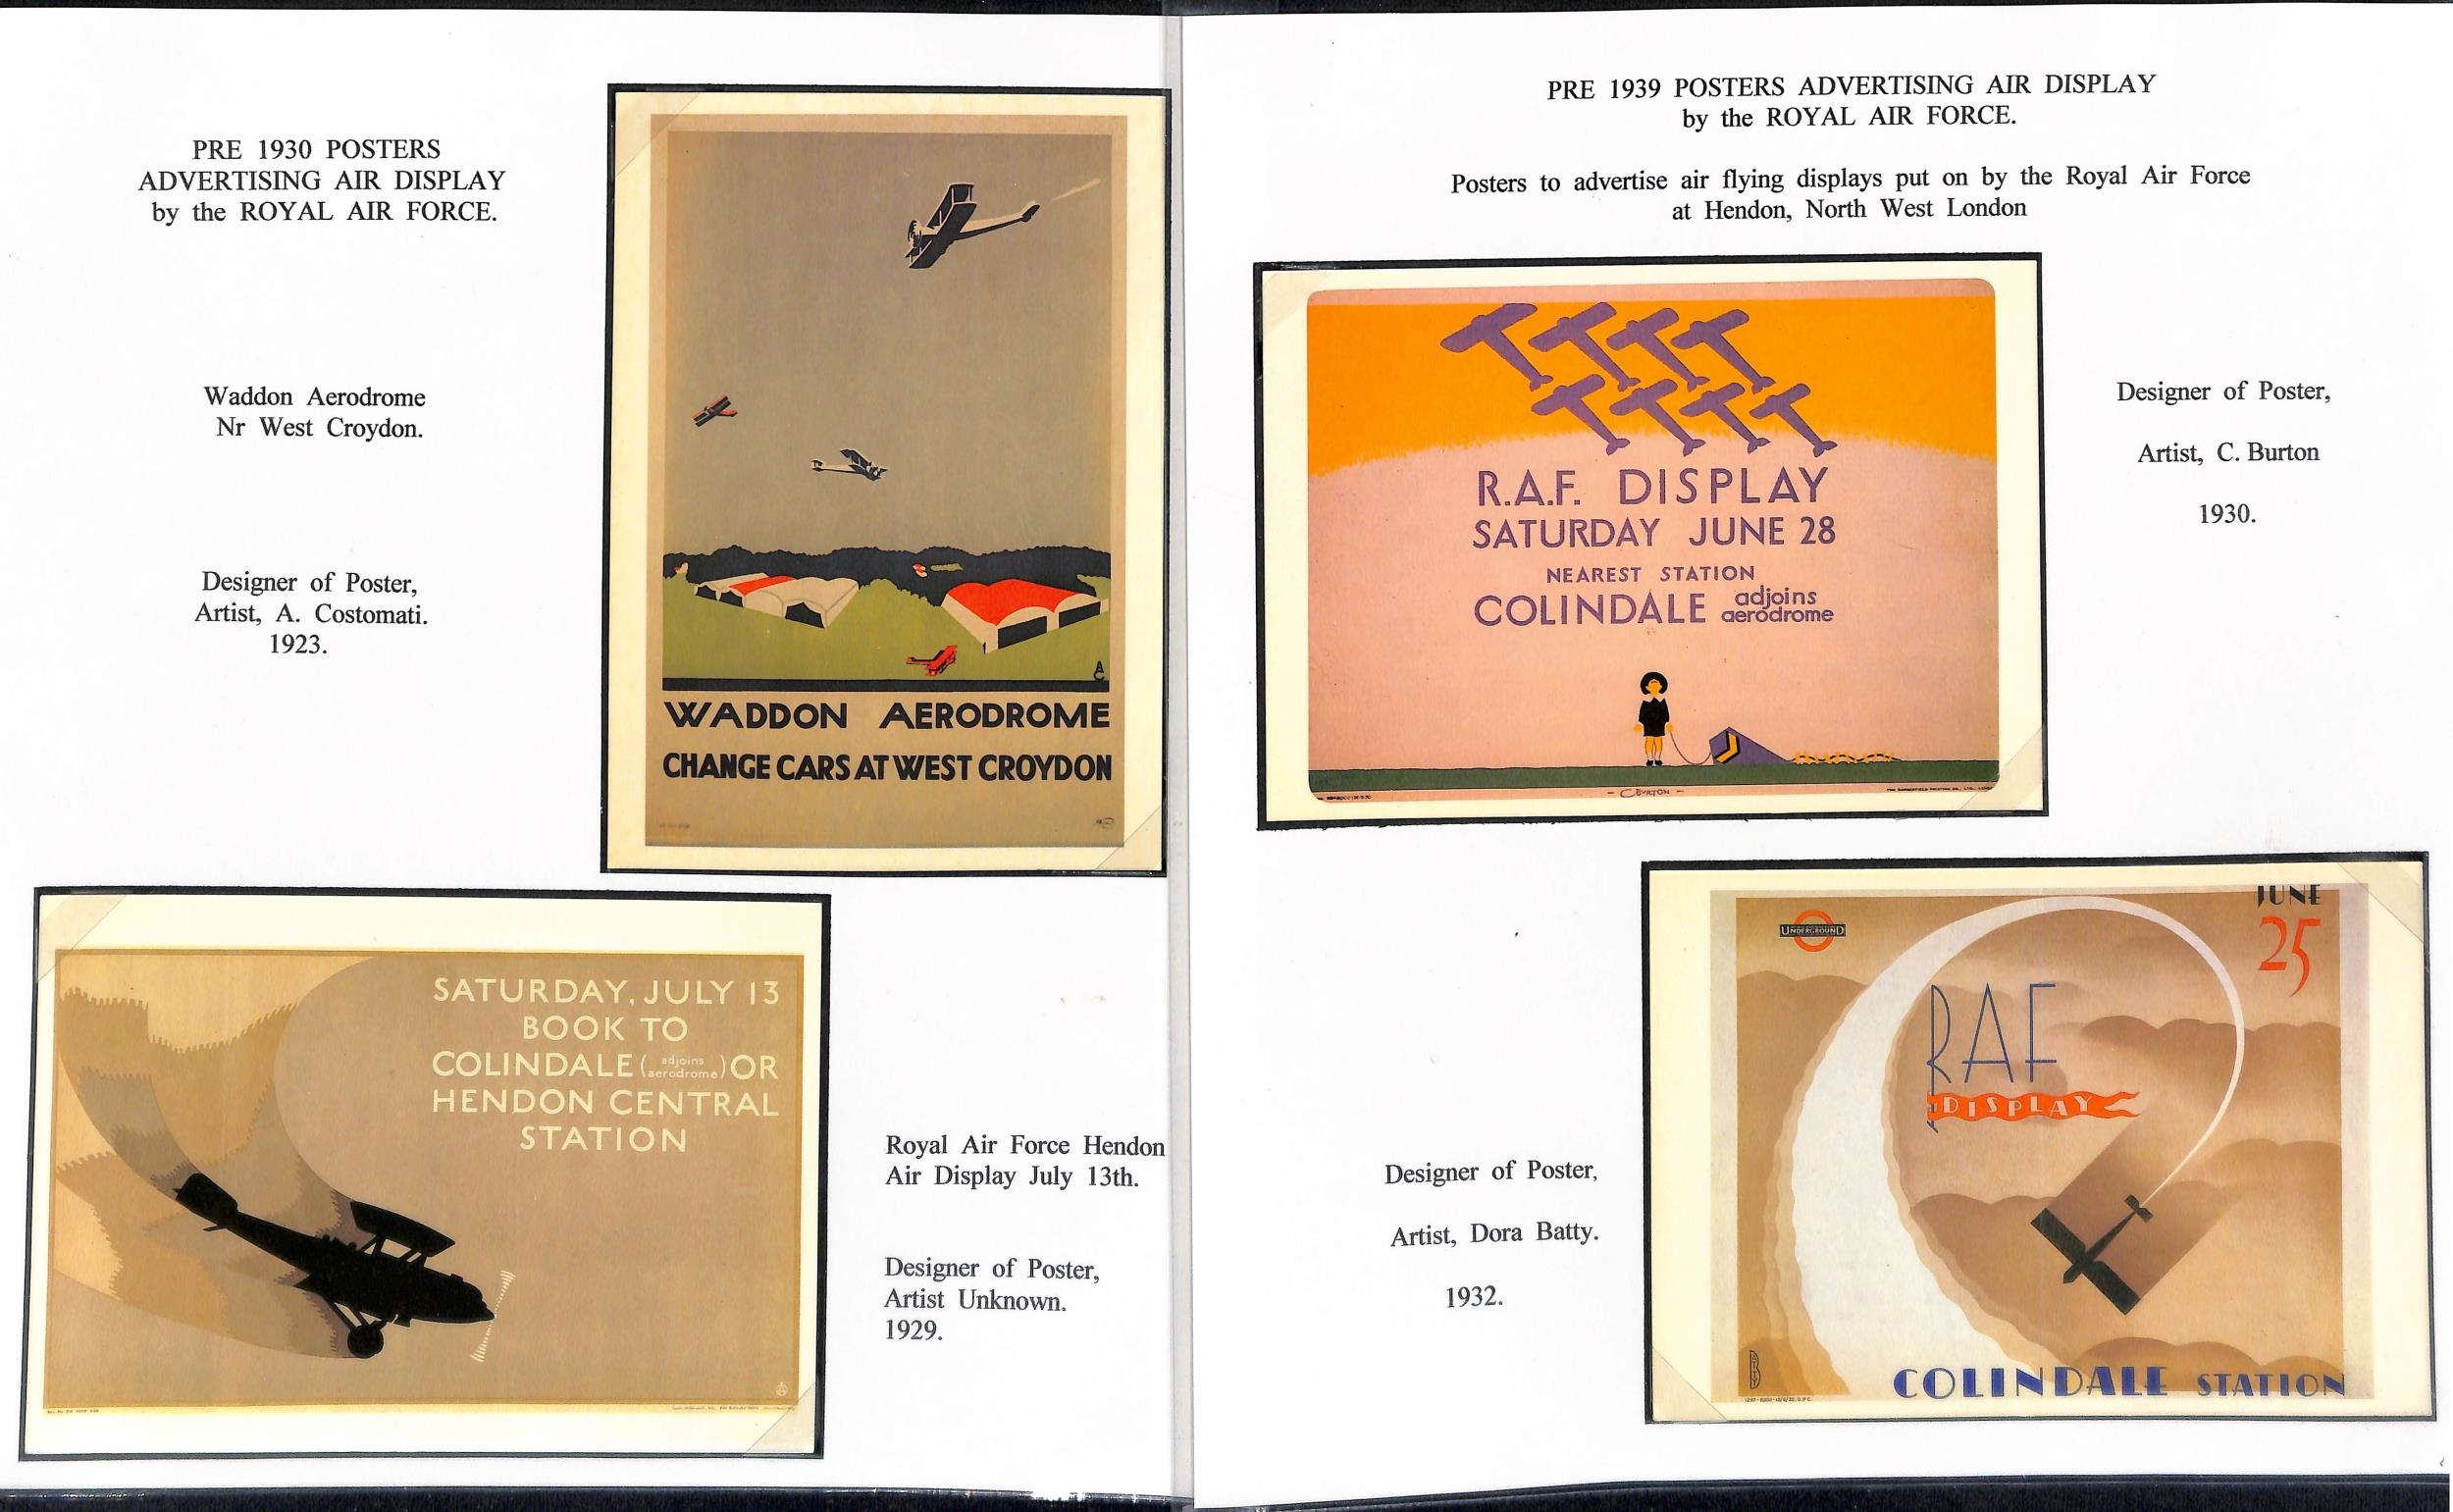 PRE 1930 POSTERS
ADVERTISING AIR DISPLAY
by the ROYAL AIR FORCE.
Waddon Aerodrome
Nr West Croydon.
Designer of Poster,
Artist, A. Costomati.
1923.
A
C
WADDON AERODROME
CHANGE CARS AT WEST CROYDON
SATURDAY, JULY 13
BOOK TO
COLINDALE (adjoins aerodrome) OR
HENDON CENTRAL
STATION
Royal Air Force Hendon
Air Display July 13th.
Designer of Poster,
Artist Unknown.
1929.
PRE 1939 POSTERS ADVERTISING AIR DISPLAY
by the ROYAL AIR FORCE.
Posters to advertise air flying displays put on by the Royal Air Force
at Hendon, North West London
R.A.F. DISPLAY
SATURDAY JUNE 28
NEAREST STATION
COLINDALE adjoins aerodrome
- C BURTON -
Designer of Poster,
Artist, C. Burton
1930.
JUNE
25
UNDERGROUND
RAF
DISPLAY
COLINDALE STATION
Designer of Poster,
Artist, Dora Batty.
1932.